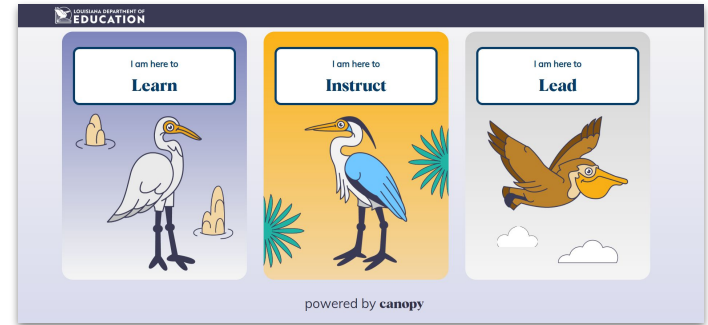 LOUISIANA DEPARTMENT OF
EDUCATION
I am here to
Learn
I am here to
Instruct
I am here to
Lead
powered by canopy